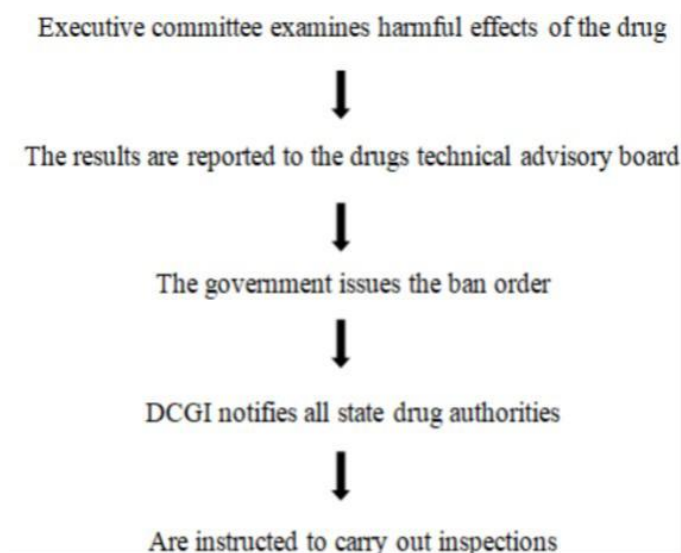 Executive committee examines harmful effects of the drug
The results are reported to the drugs technical advisory board
The government issues the ban order
DCGI notifies all state drug authorities
Are instructed to carry out inspections